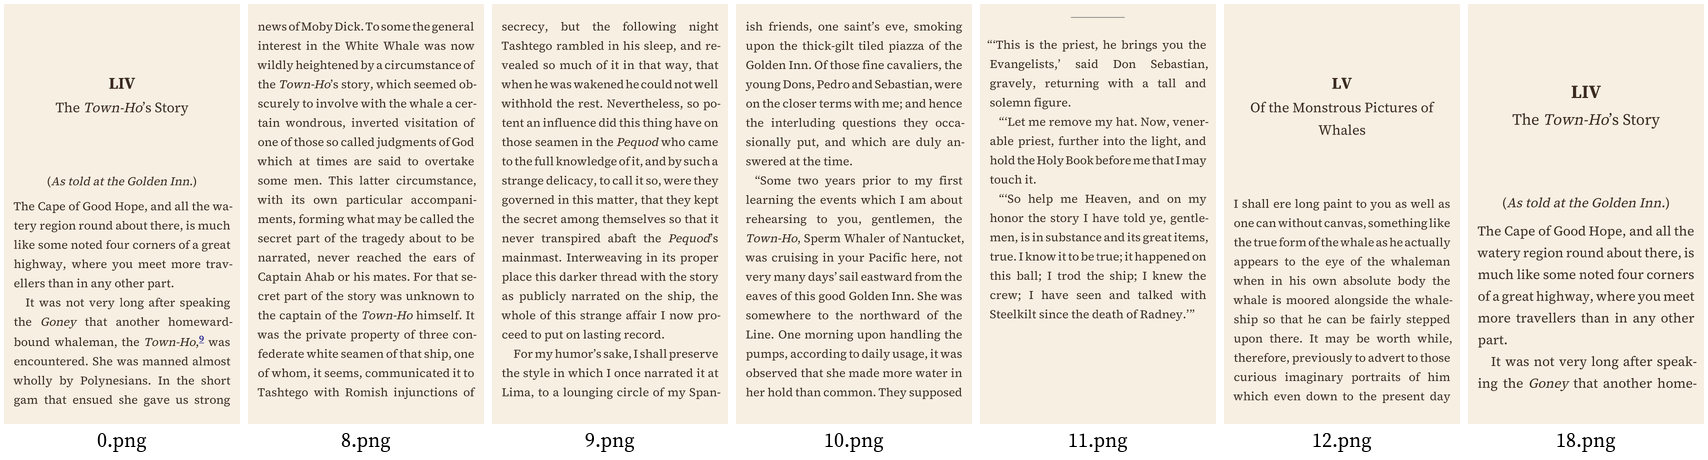 LIV
The Town-Ho’s Story
(As told at the Golden Inn.)
The Cape of Good Hope, and all the wa-
tery region round about there, is much
like some noted four corners of a great
highway, where you meet more trav-
ellers than in any other part.
It was not very long after speaking
the Goney that another homeward-
bound whaleman, the Town-Ho,9 was
encountered. She was manned almost
wholly by Polynesians. In the short
gam that ensued she gave us strong
0.png
news of Moby Dick. To some the general
interest in the White Whale was now
wildly heightened by a circumstance of
the Town-Ho’s story, which seemed ob-
scurely to involve with the whale a cer-
tain wondrous, inverted visitation of
one of those so called judgments of God
which at times are said to overtake
some men. This latter circumstance,
with its own particular accompani-
ments, forming what may be called the
secret part of the tragedy about to be
narrated, never reached the ears of
Captain Ahab or his mates. For that se-
cret part of the story was unknown to
the captain of the Town-Ho himself. It
was the private property of three con-
federate white seamen of that ship, one
of whom, it seems, communicated it to
Tashtego with Romish injunctions of
8.png
secrecy, but the following night
Tashtego rambled in his sleep, and re-
vealed so much of it in that way, that
when he was wakened he could not well
withhold the rest. Nevertheless, so po-
tent an influence did this thing have on
those seamen in the Pequod who came
to the full knowledge of it, and by such a
strange delicacy, to call it so, were they
governed in this matter, that they kept
the secret among themselves so that it
never transpired abaft the Pequod’s
mainmast. Interweaving in its proper
place this darker thread with the story
as publicly narrated on the ship, the
whole of this strange affair I now pro-
ceed to put on lasting record.
For my humor’s sake, I shall preserve
the style in which I once narrated it at
Lima, to a lounging circle of my Span-
9.png
ish friends, one saint’s eve, smoking
upon the thick-gilt tiled piazza of the
Golden Inn. Of those fine cavaliers, the
young Dons, Pedro and Sebastian, were
on the closer terms with me; and hence
the interluding questions they occa-
sionally put, and which are duly an-
swered at the time.
“Some two years prior to my first
learning the events which I am about
rehearsing to you, gentlemen, the
Town-Ho, Sperm Whaler of Nantucket,
was cruising in your Pacific here, not
very many days’ sail eastward from the
eaves of this good Golden Inn. She was
somewhere to the northward of the
Line. One morning upon handling the
pumps, according to daily usage, it was
observed that she made more water in
her hold than common. They supposed
10.png
“‘This is the priest, he brings you the
Evangelists,’ said Don Sebastian,
gravely, returning with a tall and
solemn figure.
“‘Let me remove my hat. Now, vener-
able priest, further into the light, and
hold the Holy Book before me that I may
touch it.
“‘So help me Heaven, and on my
honor the story I have told ye, gentle-
men, is in substance and its great items,
true. I know it to be true; it happened on
this ball; I trod the ship; I knew the
crew; I have seen and talked with
Steelkilt since the death of Radney.’”
11.png
LV
Of the Monstrous Pictures of
Whales
I shall ere long paint to you as well as
one can without canvas, something like
the true form of the whale as he actually
appears to the eye of the whaleman
when in his own absolute body the
whale is moored alongside the whale-
ship so that he can be fairly stepped
upon there. It may be worth while,
therefore, previously to advert to those
curious imaginary portraits of him
which even down to the present day
12.png
LIV
The Town-Ho’s Story
(As told at the Golden Inn.)
The Cape of Good Hope, and all the
watery region round about there, is
much like some noted four corners
of a great highway, where you meet
more travellers than in any other
part.
It was not very long after speak-
ing the Goney that another home-
18.png